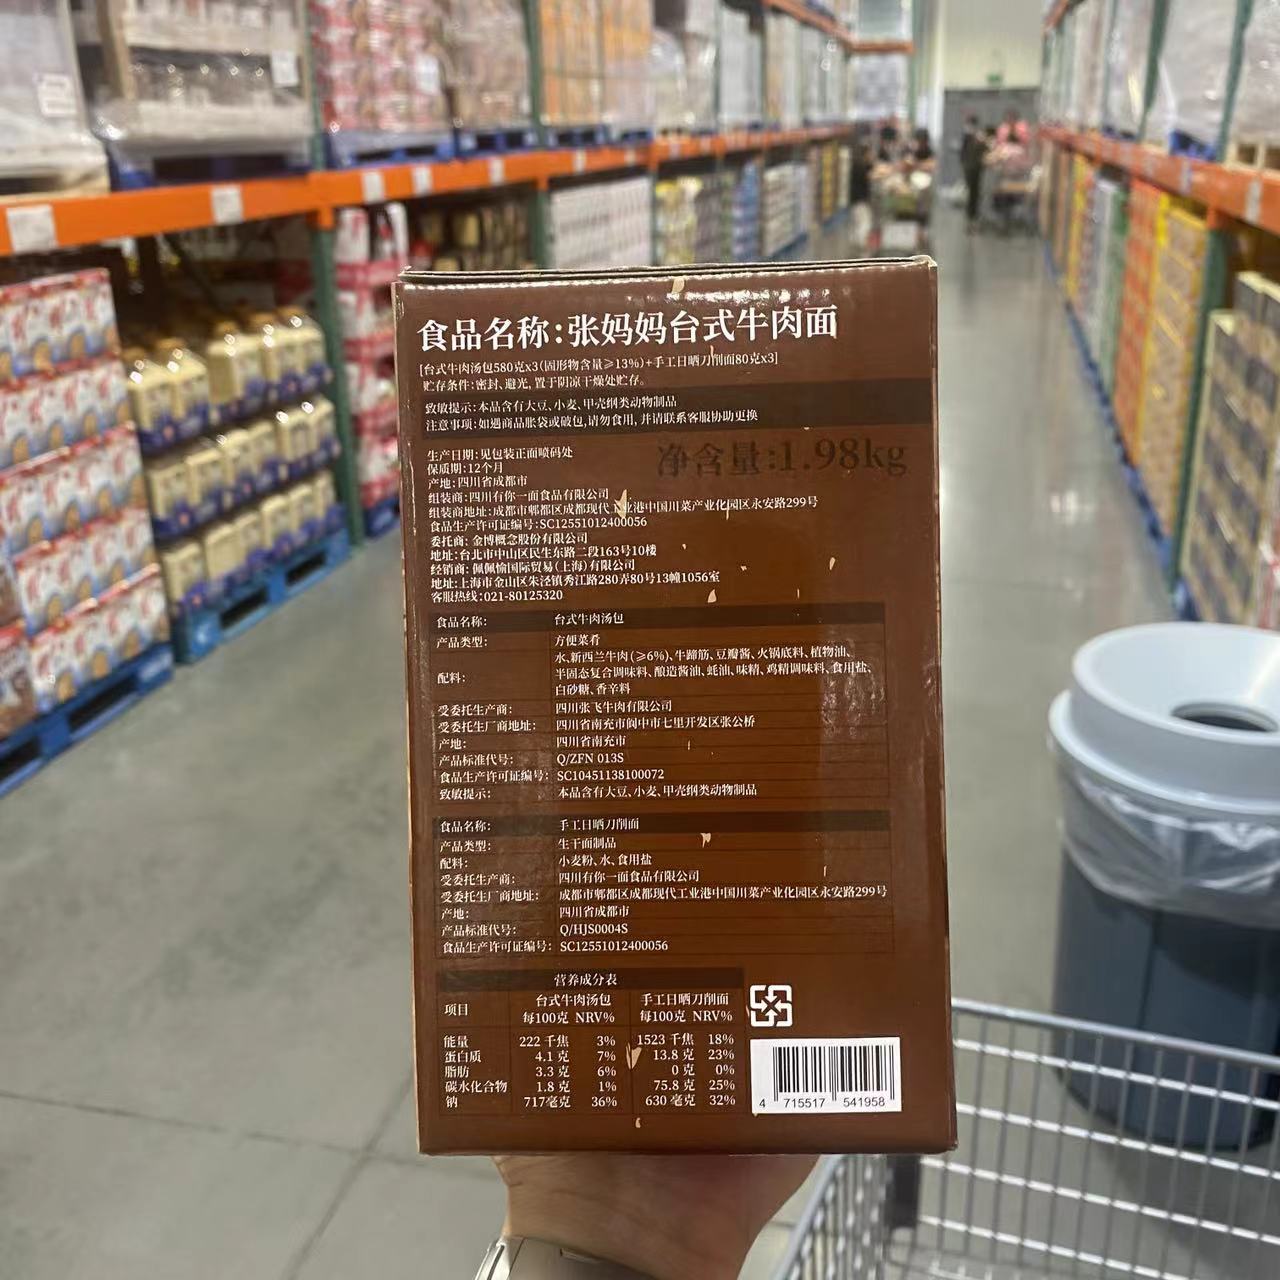 食品名称:张妈妈台式牛肉面
[台式牛肉汤包580克x3(固形物含量≥13%)+手工日晒刀削面80克x3]
贮存条件:密封、避光,置于阴凉干燥处贮存。
致敏提示:本品含有大豆、小麦、甲壳纲类动物制品
注意事项:如遇商品胀袋或破包,请勿食用,并请联系客服协助更换
净含量:1.98kg
生产日期:见包装正面喷码处
保质期:12个月
产地:四川省成都市
组装商:四川有你一面食品有限公司
组装商地址:成都市郫都区成都现代工业港中国川菜产业化园区永安路299号
食品生产许可证编号:SC12551012400056
委托商:金博概念股份有限公司
地址:台北市中山区民生东路二段163号10楼
经销商:佩佩愉国际贸易(上海)有限公司
地址:上海市金山区朱泾镇秀江路280弄80号13幢1056室
客服热线:021-80125320
食品名称: 台式牛肉汤包
产品类型: 方便菜肴
配料: 水、新西兰牛肉(≥6%)、牛蹄筋、豆瓣酱、火锅底料、植物油、
半固态复合调味料、酿造酱油、蚝油、味精、鸡精调味料、食用盐、
白砂糖、香辛料
受委托生产商: 四川张飞牛肉有限公司
受委托生厂商地址: 四川省南充市阆中市七里开发区张公桥
产地: 四川省南充市
产品标准代号: Q/ZFN 013S
食品生产许可证编号: SC10451138100072
致敏提示: 本品含有大豆、小麦、甲壳纲类动物制品
食品名称: 手工日晒刀削面
产品类型: 生干面制品
配料: 小麦粉、水、食用盐
受委托生产商: 四川有你一面食品有限公司
受委托生厂商地址: 成都市郫都区成都现代工业港中国川菜产业化园区永安路299号
产地: 四川省成都市
产品标准代号: Q/HJS0004S
食品生产许可证编号: SC12551012400056
营养成分表
项目 台式牛肉汤包 手工日晒刀削面
每100克 NRV% 每100克 NRV%
能量 222 千焦 3% 1523 千焦 18%
蛋白质 4.1 克 7% 13.8 克 23%
脂肪 3.3 克 6% 0 克 0%
碳水化合物 1.8 克 1% 75.8 克 25%
钠 717毫克 36% 630 毫克 32%
4 715517 541958